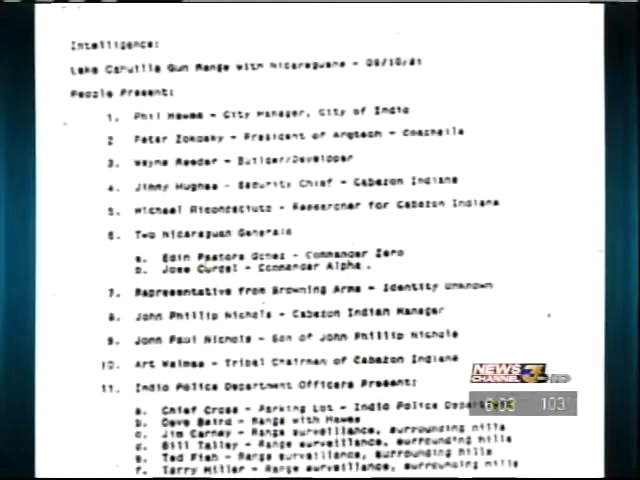 Intelligence:
Lake Cahuilla Gun Range with Nicaraguans - 09/10/81
People Present:
1. Phil Hawes - City Manager, City of Indio
2 Peter Zokosky - President of Armtech - Coachella
3. Wayne Reeder - Builder/Developer
4. Jimmy Hughes - Security Chief - Cabazon Indians
5. Michael Riconosciuto - Researcher for Cabazon Indians
6. Two Nicaraguan Generals
a. Edin Pastora Gomez - Commander Zero
b. Jose Curdel - Commander Alpha.
7. Representative from Browning Arms - Identity Unknown
8. John Phillip Nichols - Cabazon Indian Manager
9. John Paul Nichols - Son of John Phillip Nichols
10. Art Welmas - Tribal Chairman of Cabazon Indians
11. Indio Police Department Officers Present:
a. Chief Cross - Parking Lot - Indio Police
b. Dave Baird - Range with Hawes
c. Jim Carney - Range surveillance, surrounding hills
d. Bill Talley - Range surveillance, surrounding hills
e. Ted Fish - Range surveillance, surrounding hills
f. Terry Miller - Range surveillance, surrounding hills
NEWS
CHANNEL 3 HD
6:03 103°